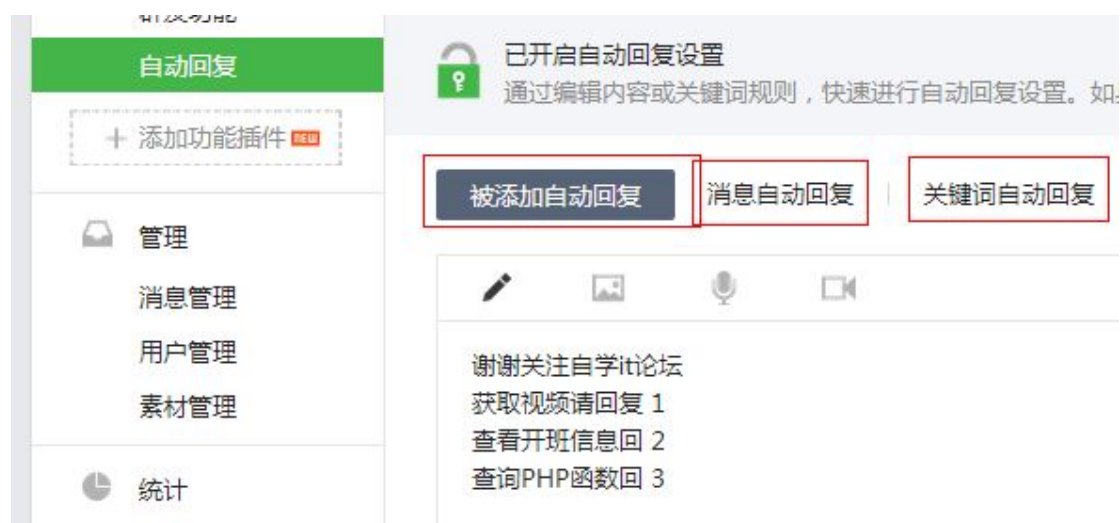 自动回复
添加功能插件 NEW
管理
消息管理
用户管理
素材管理
统计
已开启自动回复设置
通过编辑内容或关键词规则，快速进行自动回复设置。如
被添加自动回复
消息自动回复
关键词自动回复
谢谢关注自学it论坛
获取视频请回复 1
查看开班信息回 2
查询PHP函数回 3